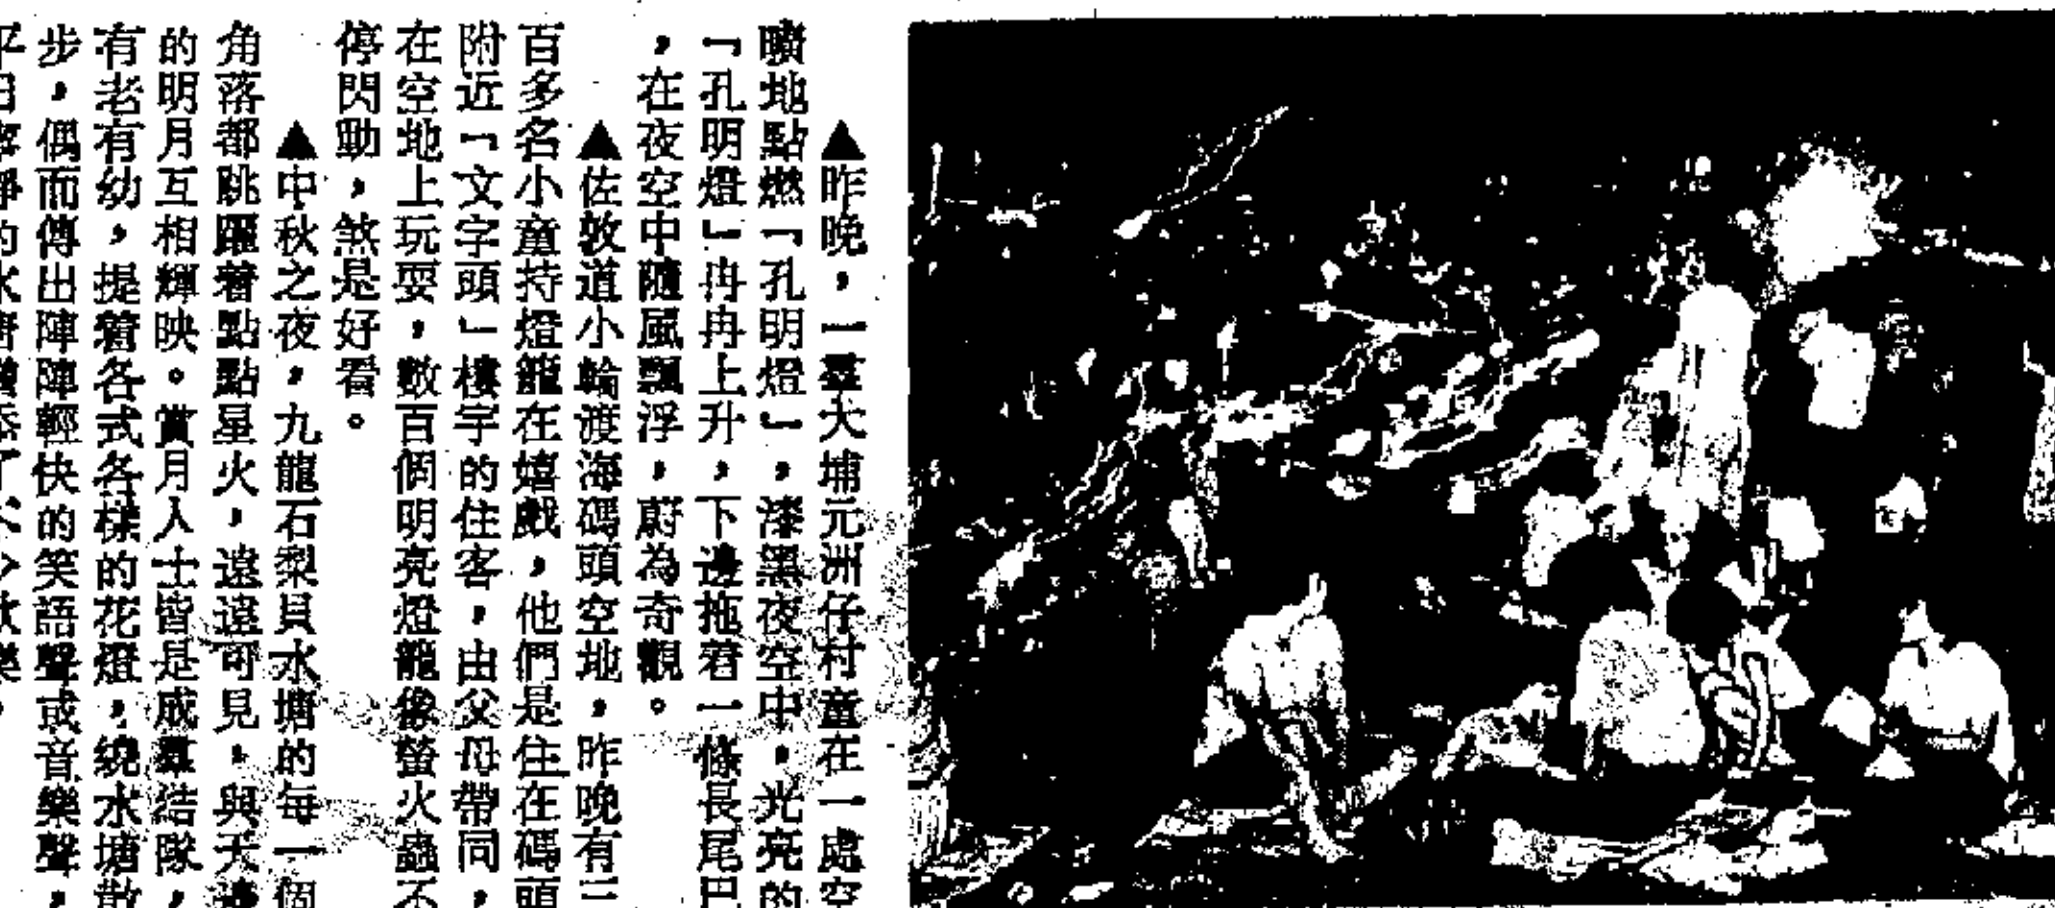 ▲昨晚，一羣大埔元洲仔村童在一處空
曠地點燃「孔明燈」，漆黑夜空中，光亮的
「孔明燈」冉冉上升，下邊拖着一條長尾巴
，在夜空中隨風飄浮，蔚為奇觀。
▲佐敦道小輪渡海碼頭空地，昨晚有三
百多名小童持燈籠在嬉戲，他們是住在碼頭
附近「文字頭」樓宇的住客，由父母帶同，
在空地上玩耍，數百個明亮燈籠像螢火蟲不
停閃動，煞是好看。
▲中秋之夜，九龍石梨貝水塘的每一個
角落都跳躍着點點星火，遠遠可見，與天邊
的明月互相輝映。賞月人士皆是成羣結隊，
有老有幼，提着各式各樣的花燈，繞水塘散
步，偶而傳出陣陣輕快的笑語聲或音樂聲，